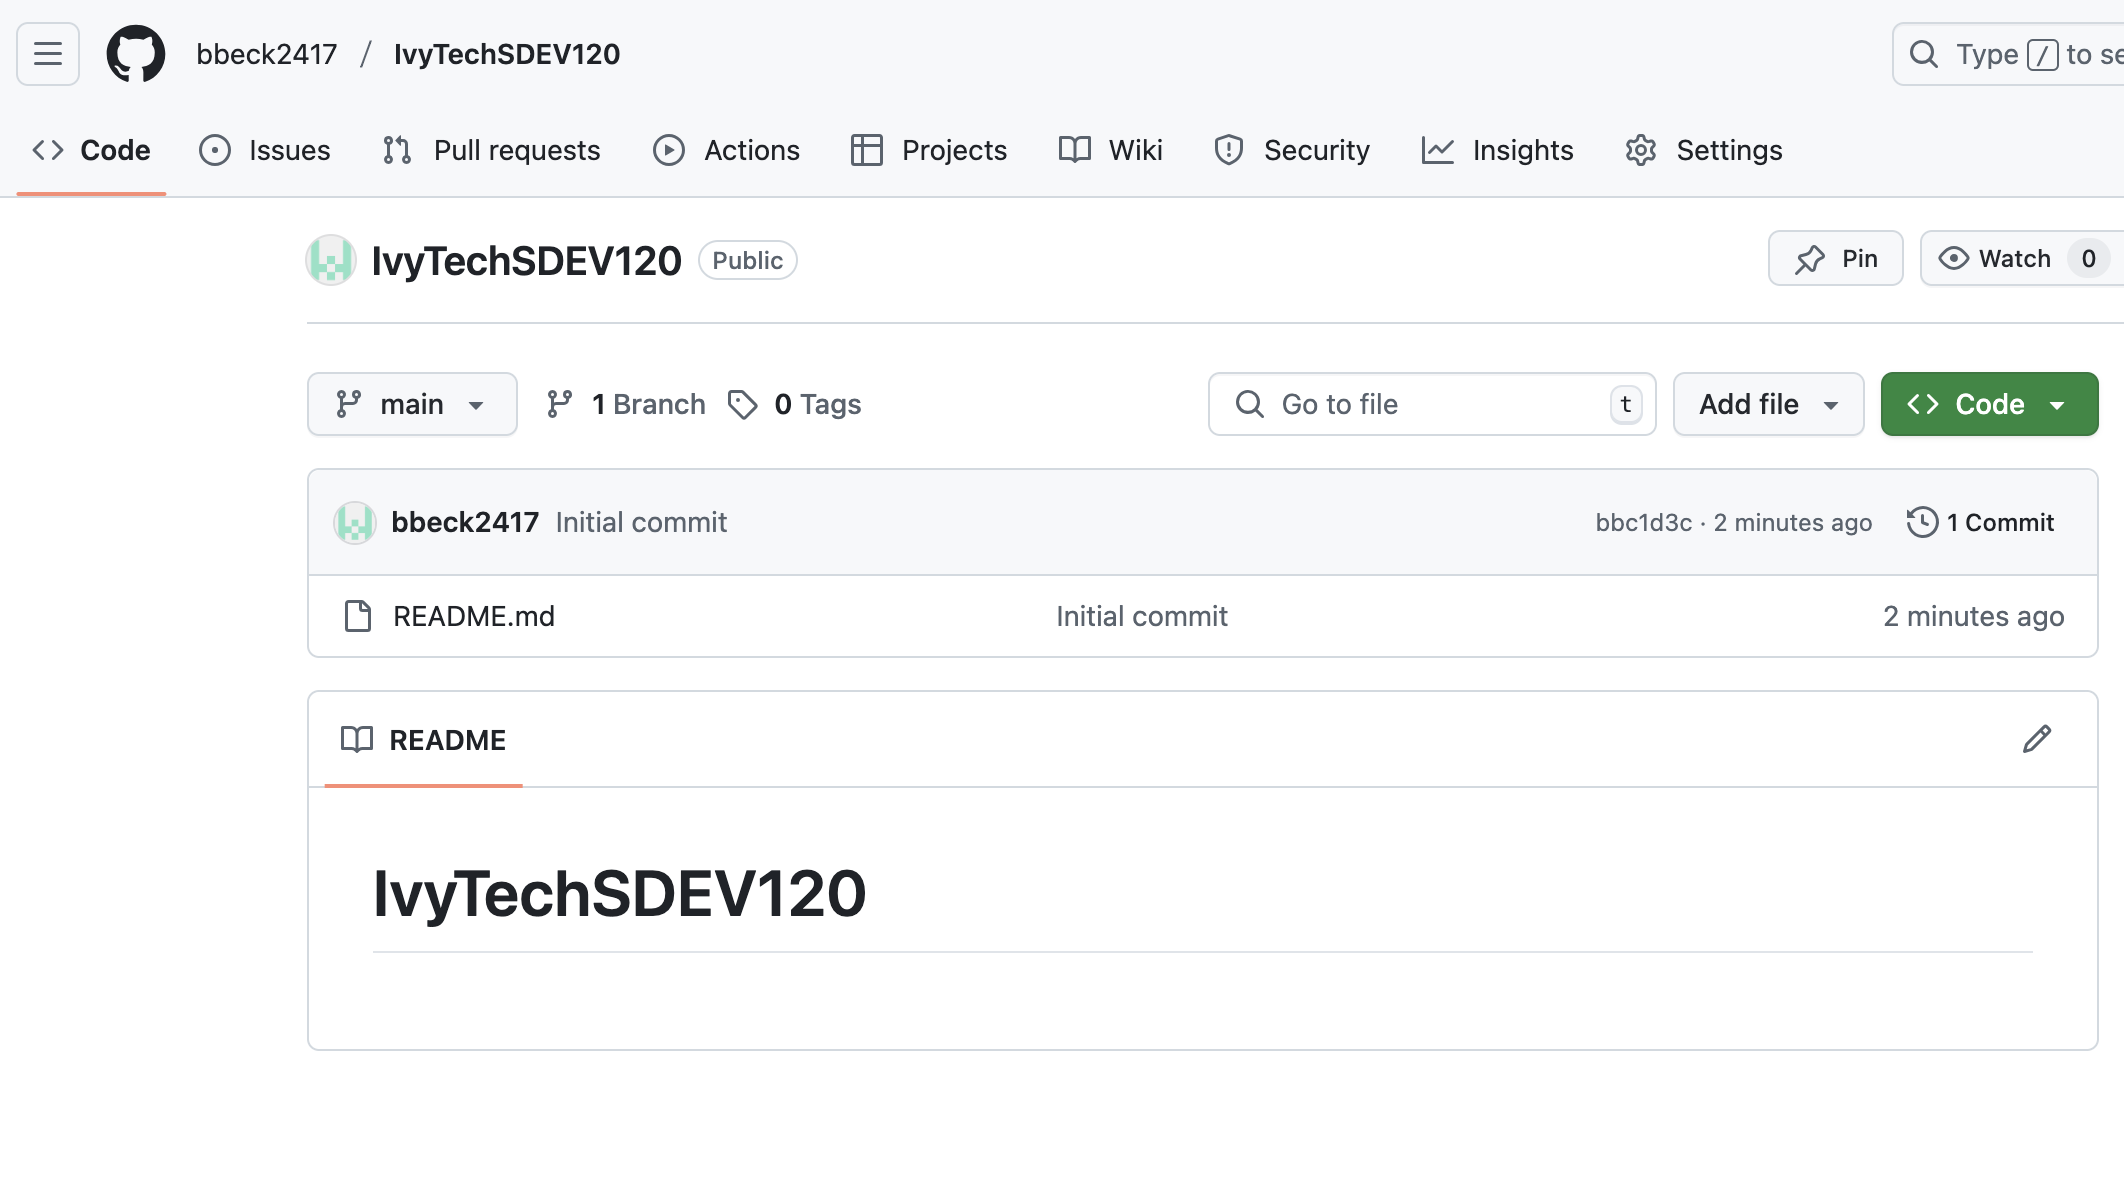 bbeck2417 / IvyTechSDEV120
Type / to se
Code Issues Pull requests Actions Projects Wiki Security Insights Settings
IvyTechSDEV120 Public Pin Watch 0
main 1 Branch 0 Tags Go to file t Add file Code
bbeck2417 Initial commit bbc1d3c · 2 minutes ago 1 Commit
README.md Initial commit 2 minutes ago
README
IvyTechSDEV120